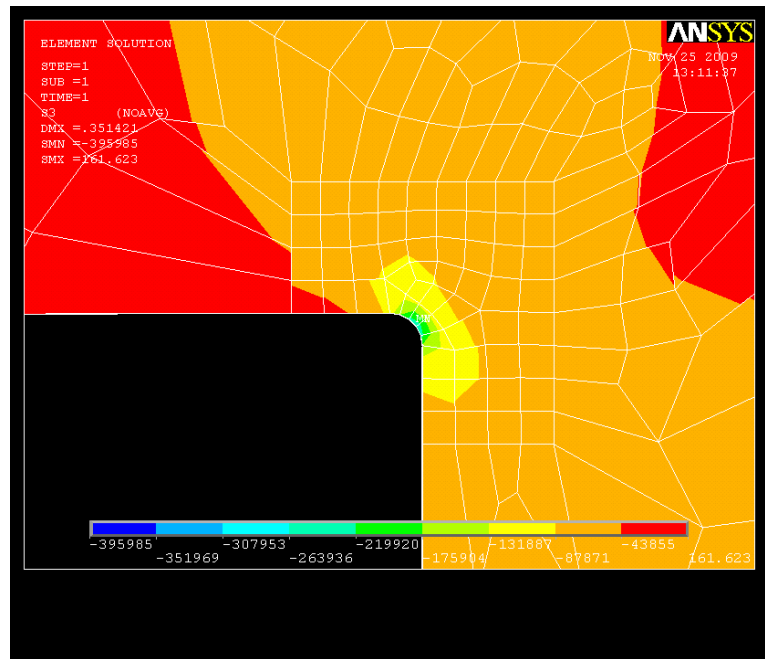 ANSYS
ELEMENT SOLUTION
NOV 25 2009
STEP=1
13:11:37
SUB =1
TIME=1
S3 (NOAVG)
DMX =.351421
SMN =-395985
SMX =161.623
MN
-395985 -307953 -219920 -131887 -43855
-351969 -263936 -175904 -87871 161.623